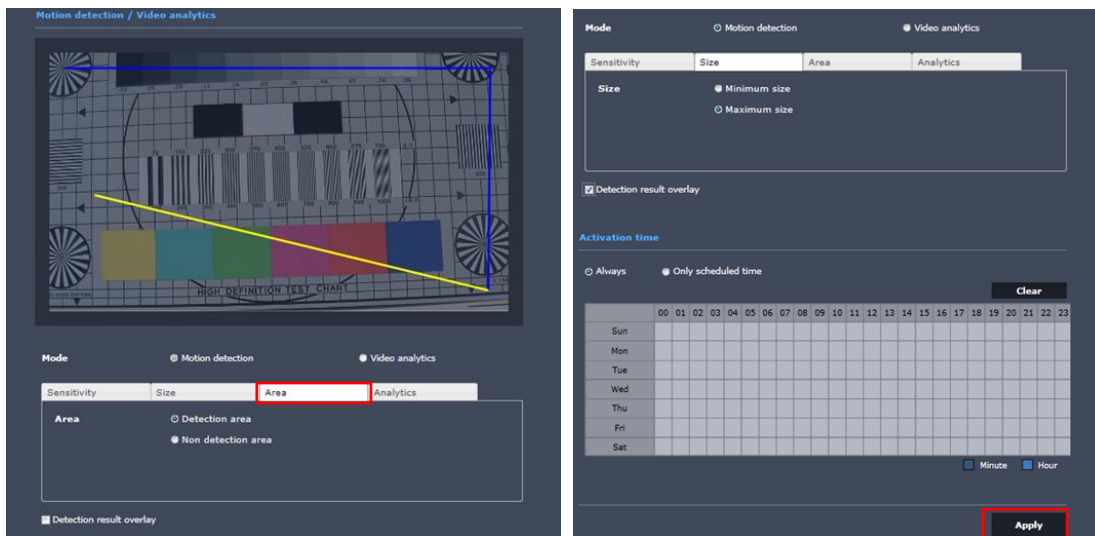 Motion detection / Video analytics
HIGH DEFINITION TEST CHART
Mode Motion detection Video analytics
Sensitivity Size Area Analytics
Area Detection area
Non detection area
Detection result overlay
Mode Motion detection Video analytics
Sensitivity Size Area Analytics
Size Minimum size
Maximum size
Detection result overlay
Activation time
Always Only scheduled time
Clear
00 01 02 03 04 05 06 07 08 09 10 11 12 13 14 15 16 17 18 19 20 21 22 23
Sun
Mon
Tue
Wed
Thu
Fri
Sat
Minute Hour
Apply